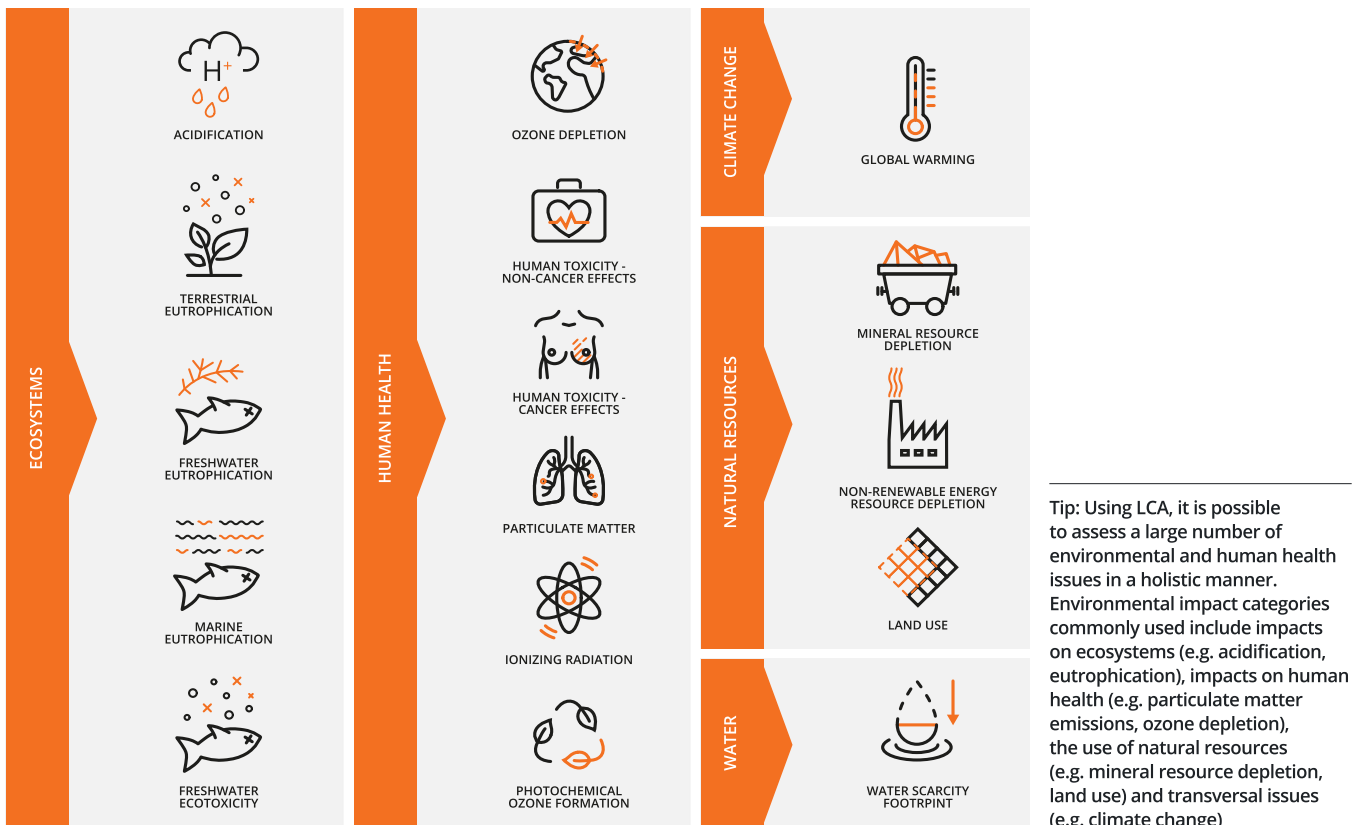 ECOSYSTEMS
H+
ACIDIFICATION
TERRESTRIAL
EUTROPHICATION
FRESHWATER
EUTROPHICATION
MARINE
EUTROPHICATION
FRESHWATER
ECOTOXICITY
HUMAN HEALTH
OZONE DEPLETION
HUMAN TOXICITY -
NON-CANCER EFFECTS
HUMAN TOXICITY -
CANCER EFFECTS
PARTICULATE MATTER
IONIZING RADIATION
PHOTOCHEMICAL
OZONE FORMATION
CLIMATE CHANGE
GLOBAL WARMING
NATURAL RESOURCES
MINERAL RESOURCE
DEPLETION
NON-RENEWABLE ENERGY
RESOURCE DEPLETION
LAND USE
WATER
WATER SCARCITY
FOOTRPINT
Tip: Using LCA, it is possible
to assess a large number of
environmental and human health
issues in a holistic manner.
Environmental impact categories
commonly used include impacts
on ecosystems (e.g. acidification,
eutrophication), impacts on human
health (e.g. particulate matter
emissions, ozone depletion),
the use of natural resources
(e.g. mineral resource depletion,
land use) and transversal issues
(e.g. climate change)